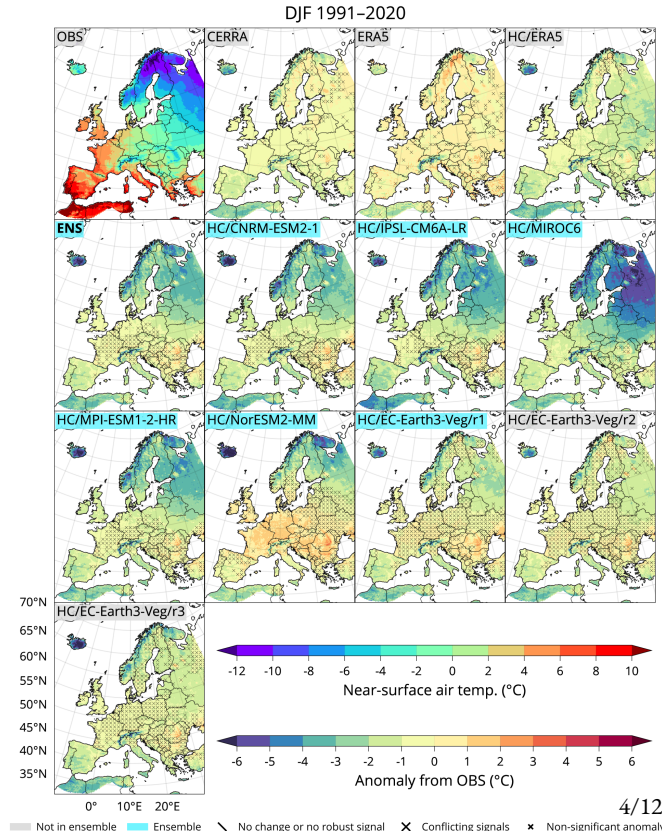 DJF 1991–2020
OBS
CERRA
ERA5
HC/ERA5
ENS
HC/CNRM-ESM2-1
HC/IPSL-CM6A-LR
HC/MIROC6
HC/MPI-ESM1-2-HR
HC/NorESM2-MM
HC/EC-Earth3-Veg/r1
HC/EC-Earth3-Veg/r2
70°N
HC/EC-Earth3-Veg/r3
65°N
60°N
55°N
50°N
45°N
40°N
35°N
0° 10°E 20°E
-12 -10 -8 -6 -4 -2 0 2 4 6 8 10
Near-surface air temp. (°C)
-6 -5 -4 -3 -2 -1 0 1 2 3 4 5 6
Anomaly from OBS (°C)
4/12
Not in ensemble Ensemble No change or no robust signal Conflicting signals Non-significant anomaly